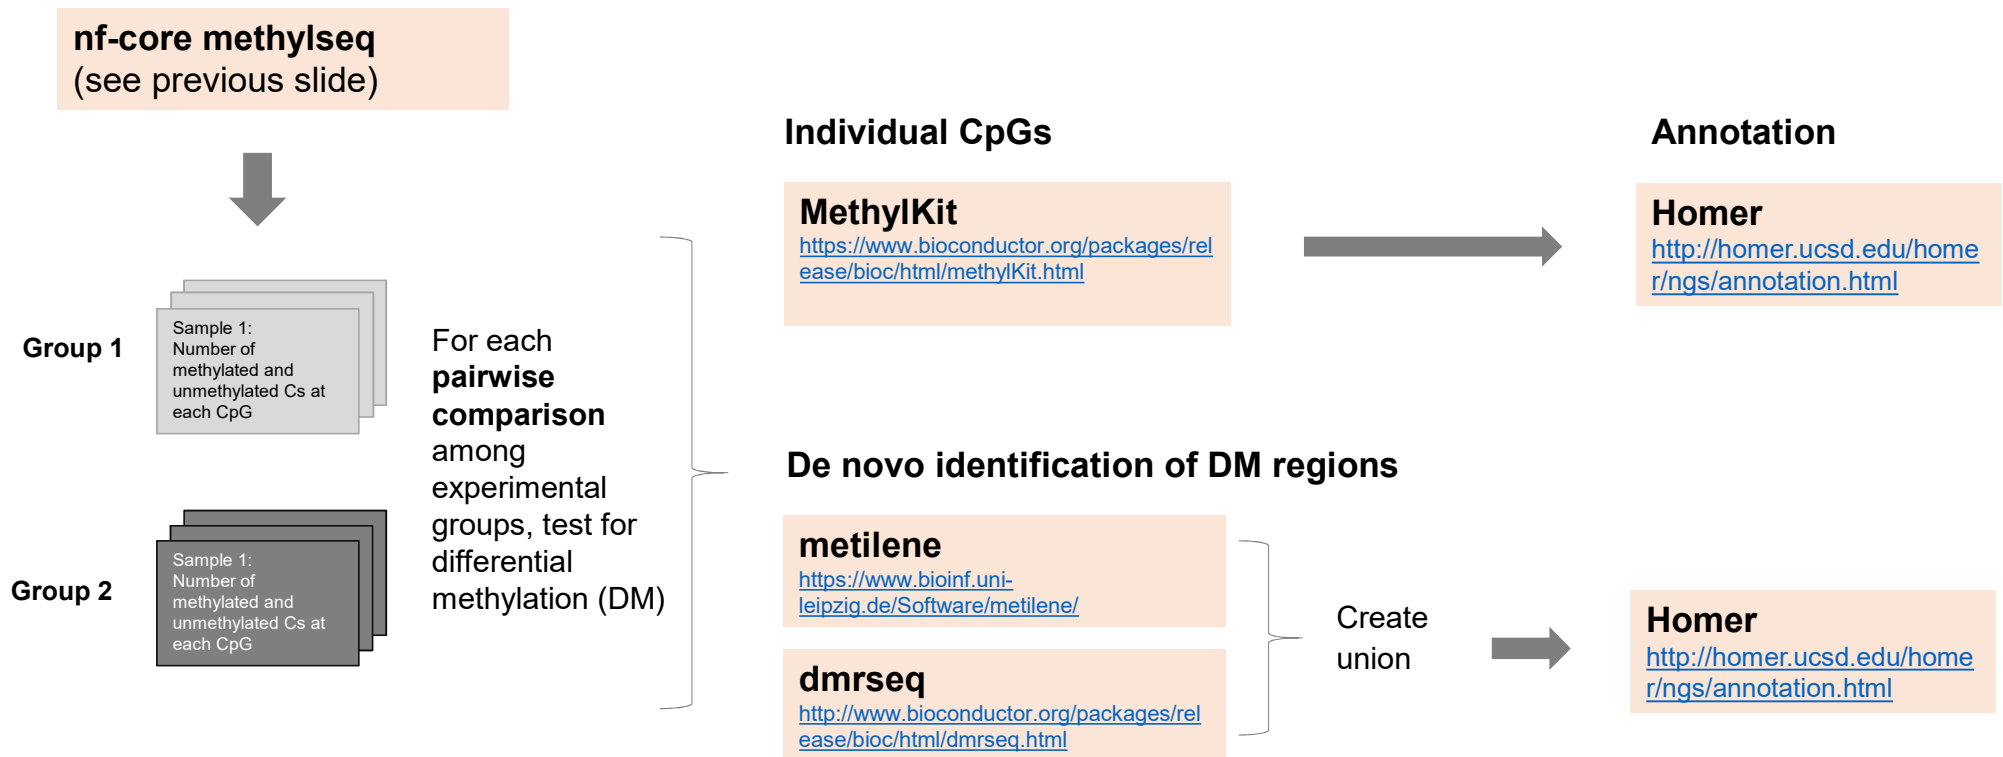 nf-core methylseq
(see previous slide)
Group 1
Sample 1:
Number of
methylated and
unmethylated Cs at
each CpG
Group 2
Sample 1:
Number of
methylated and
unmethylated Cs at
each CpG
For each
pairwise
comparison
among
experimental
groups, test for
differential
methylation (DM)
Individual CpGs
MethylKit
https://www.bioconductor.org/packages/rel
ease/bioc/html/methylKit.html
Annotation
Homer
http://homer.ucsd.edu/home
r/ngs/annotation.html
De novo identification of DM regions
metilene
https://www.bioinf.uni-
leipzig.de/Software/metilene/
dmrseq
http://www.bioconductor.org/packages/rel
ease/bioc/html/dmrseq.html
Create
union
Homer
http://homer.ucsd.edu/home
r/ngs/annotation.html